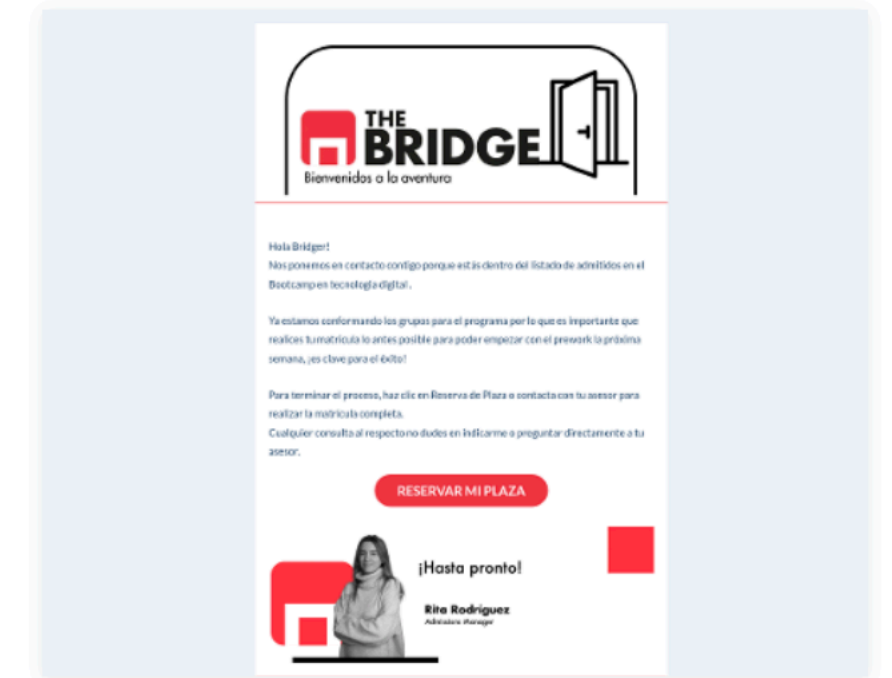 THE
BRIDGE
Bienvenidos a la aventura
Hola Bridger!
Nos ponemos en contacto contigo porque estás dentro del listado de admitidos en el
Bootcamp en tecnología digital .
Ya estamos conformando los grupos para el programa por lo que es importante que
realices tu matrícula lo antes posible para poder empezar con el prework la próxima
semana, ¡es clave para el éxito!
Para terminar el proceso, haz clic en Reserva de Plaza o contacta con tu asesor para
realizar la matrícula completa.
Cualquier consulta al respecto no dudes en indicarme o preguntar directamente a tu
asesor.
RESERVAR MI PLAZA
¡Hasta pronto!
Rita Rodríguez
Admissions Manager